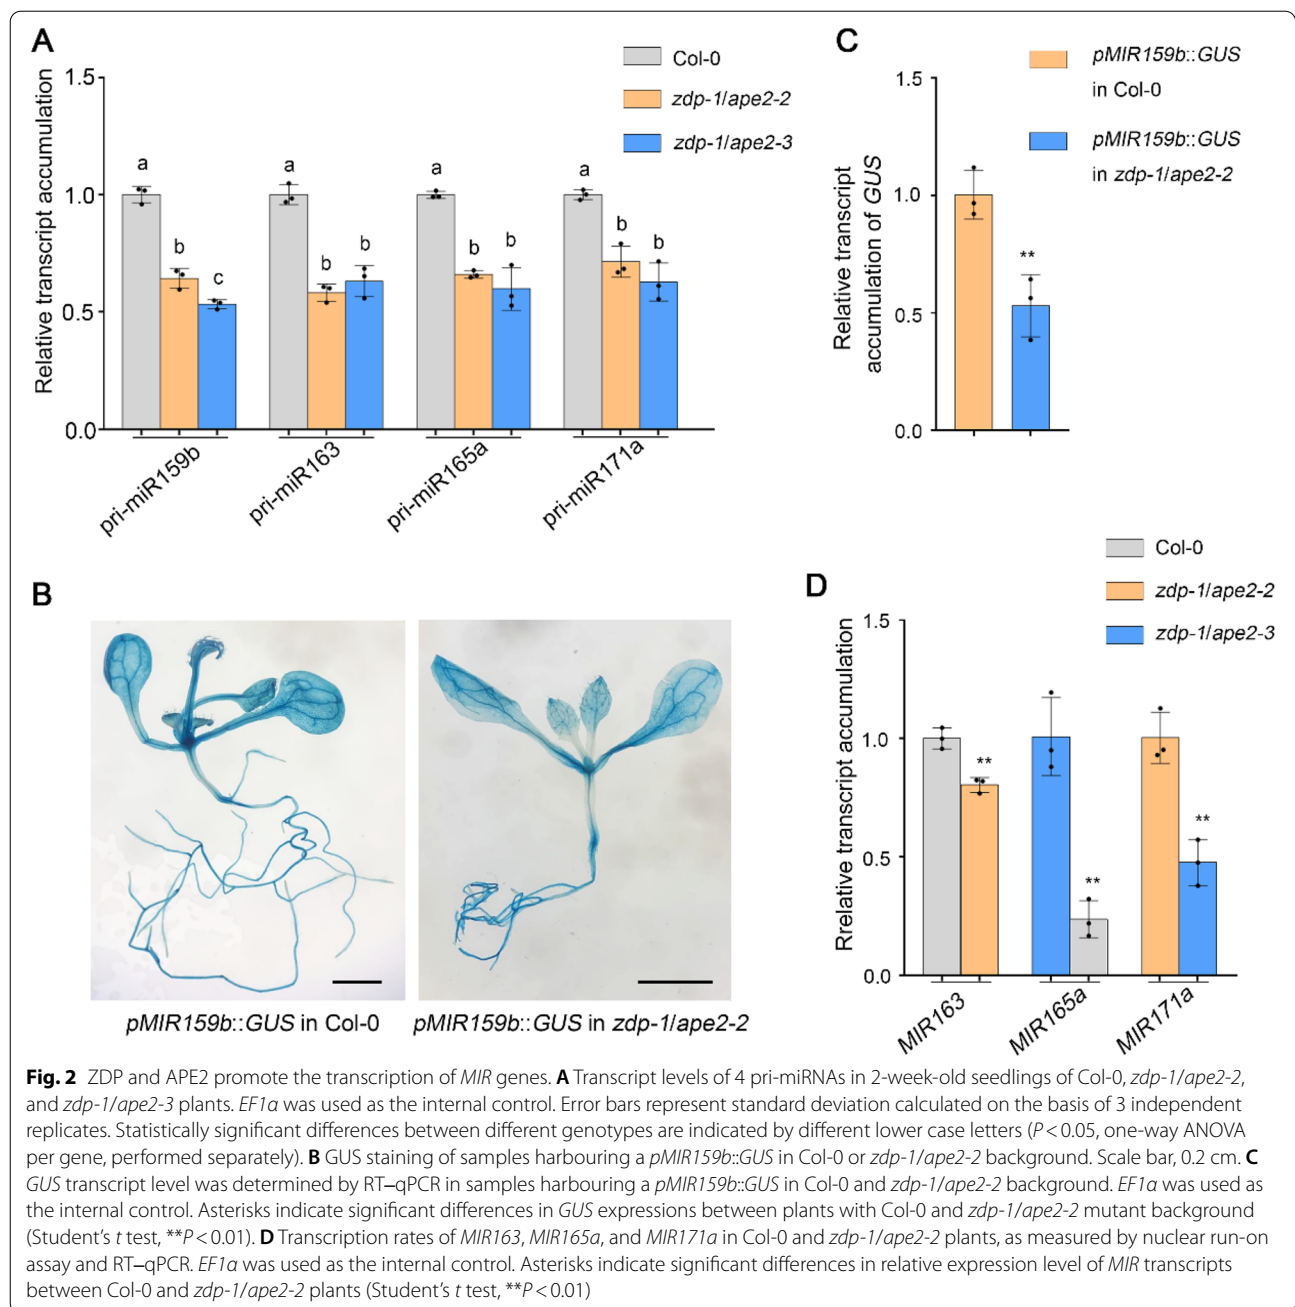 A
Relative transcript accumulation
1.5
1.0
0.5
0.0
Col-0
zdp-1/ape2-2
zdp-1/ape2-3
a
b
c
a
b
b
a
b
b
a
b
b
pri-miR159b
pri-miR163
pri-miR165a
pri-miR171a
C
Relative transcript
accumulation of GUS
1.5
1.0
0.5
0.0
pMIR159b::GUS
in Col-0
pMIR159b::GUS
in zdp-1/ape2-2
**
B
pMIR159b::GUS in Col-0
pMIR159b::GUS in zdp-1/ape2-2
D
Rrelative transcript accumulation
1.5
1.0
0.5
0.0
Col-0
zdp-1/ape2-2
zdp-1/ape2-3
**
**
**
MIR163
MIR165a
MIR171a
Fig. 2 ZDP and APE2 promote the transcription of MIR genes. A Transcript levels of 4 pri-miRNAs in 2-week-old seedlings of Col-0, zdp-1/ape2-2,
and zdp-1/ape2-3 plants. EF1α was used as the internal control. Error bars represent standard deviation calculated on the basis of 3 independent
replicates. Statistically significant differences between different genotypes are indicated by different lower case letters (P < 0.05, one-way ANOVA
per gene, performed separately). B GUS staining of samples harbouring a pMIR159b::GUS in Col-0 or zdp-1/ape2-2 background. Scale bar, 0.2 cm. C
GUS transcript level was determined by RT–qPCR in samples harbouring a pMIR159b::GUS in Col-0 and zdp-1/ape2-2 background. EF1α was used as
the internal control. Asterisks indicate significant differences in GUS expressions between plants with Col-0 and zdp-1/ape2-2 mutant background
(Student's t test, **P < 0.01). D Transcription rates of MIR163, MIR165a, and MIR171a in Col-0 and zdp-1/ape2-2 plants, as measured by nuclear run-on
assay and RT–qPCR. EF1α was used as the internal control. Asterisks indicate significant differences in relative expression level of MIR transcripts
between Col-0 and zdp-1/ape2-2 plants (Student's t test, **P < 0.01)